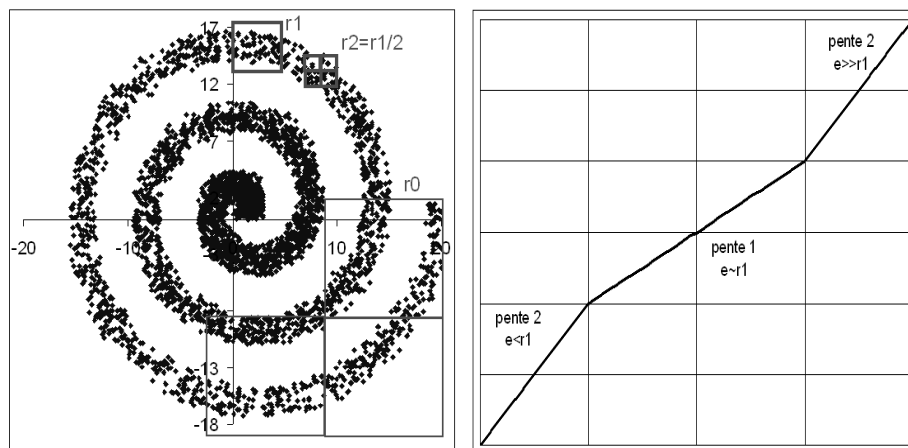 17
r1
r2=r1/2
12
7
r0
-20
-10
10
20
-13
-18
pente 2
e>>r1
pente 1
e~r1
pente 2
e<r1